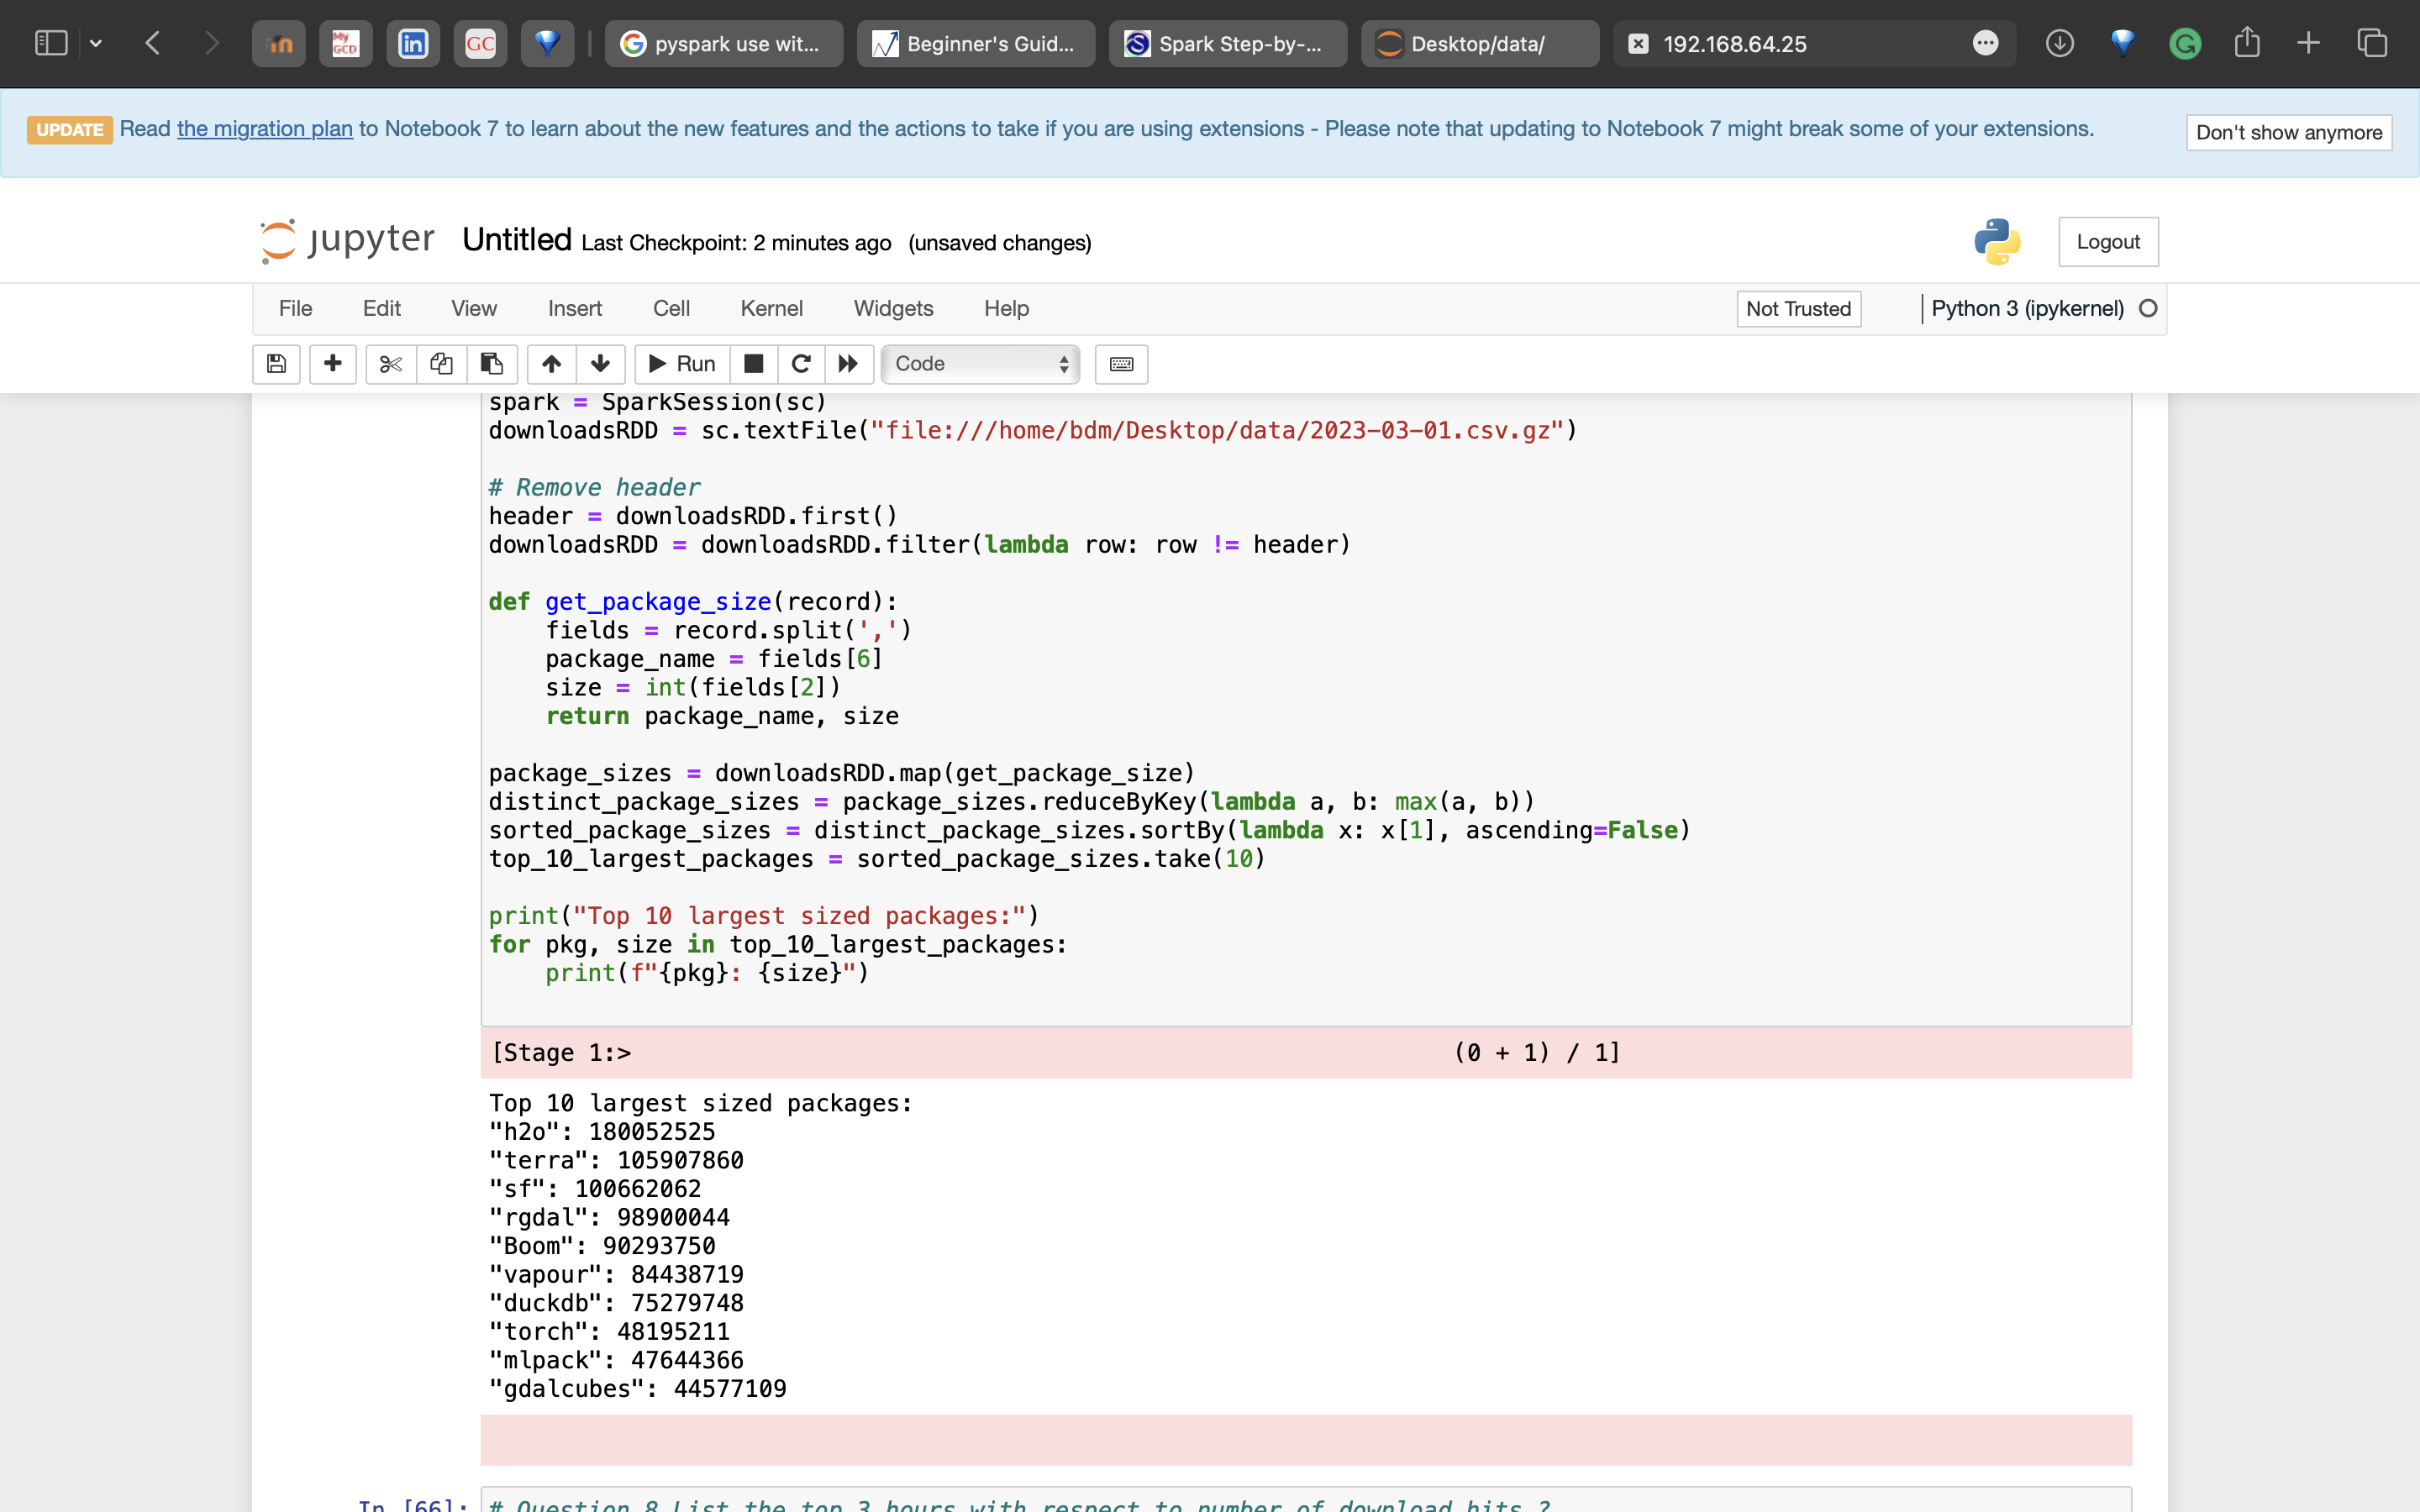 My GCD
in
GC
pyspark use wit...
Beginner's Guid...
Spark Step-by-...
Desktop/data/
192.168.64.25
UPDATE Read the migration plan to Notebook 7 to learn about the new features and the actions to take if you are using extensions - Please note that updating to Notebook 7 might break some of your extensions.
Don't show anymore
jupyter Untitled Last Checkpoint: 2 minutes ago (unsaved changes)
Logout
File Edit View Insert Cell Kernel Widgets Help
Not Trusted
Python 3 (ipykernel)
Run
Code
spark = SparkSession(sc)
downloadsRDD = sc.textFile("file:///home/bdm/Desktop/data/2023-03-01.csv.gz")
# Remove header
header = downloadsRDD.first()
downloadsRDD = downloadsRDD.filter(lambda row: row != header)
def get_package_size(record):
    fields = record.split(',')
    package_name = fields[6]
    size = int(fields[2])
    return package_name, size
package_sizes = downloadsRDD.map(get_package_size)
distinct_package_sizes = package_sizes.reduceByKey(lambda a, b: max(a, b))
sorted_package_sizes = distinct_package_sizes.sortBy(lambda x: x[1], ascending=False)
top_10_largest_packages = sorted_package_sizes.take(10)
print("Top 10 largest sized packages:")
for pkg, size in top_10_largest_packages:
    print(f"{pkg}: {size}")
[Stage 1:> (0 + 1) / 1]
Top 10 largest sized packages:
"h2o": 180052525
"terra": 105907860
"sf": 100662062
"rgdal": 98900044
"Boom": 90293750
"vapour": 84438719
"duckdb": 75279748
"torch": 48195211
"mlpack": 47644366
"gdalcubes": 44577109
In [66]: # Question 8 List the top 3 hours with respect to number of download hits ?